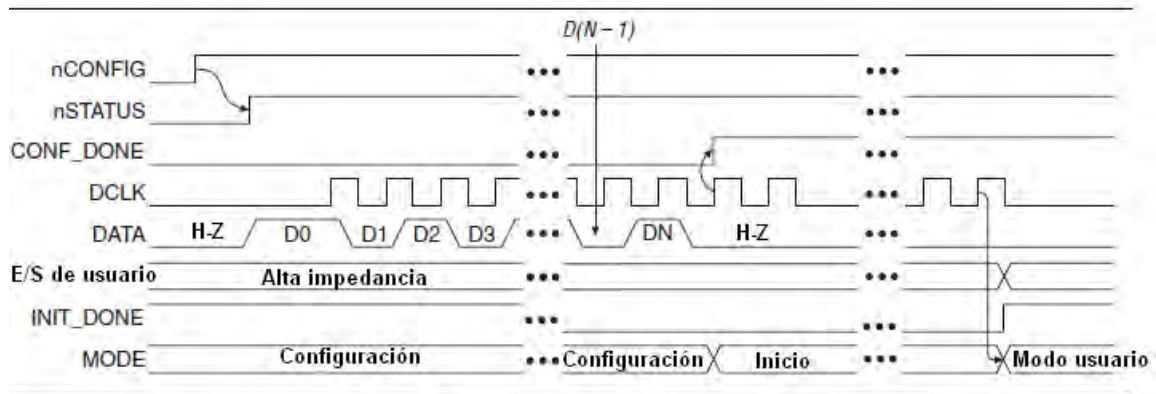 D(N – 1)
nCONFIG
nSTATUS
CONF_DONE
DCLK
DATA H-Z D0 D1 D2 D3 DN H-Z
E/S de usuario Alta impedancia
INIT_DONE
MODE Configuración Configuración Inicio Modo usuario